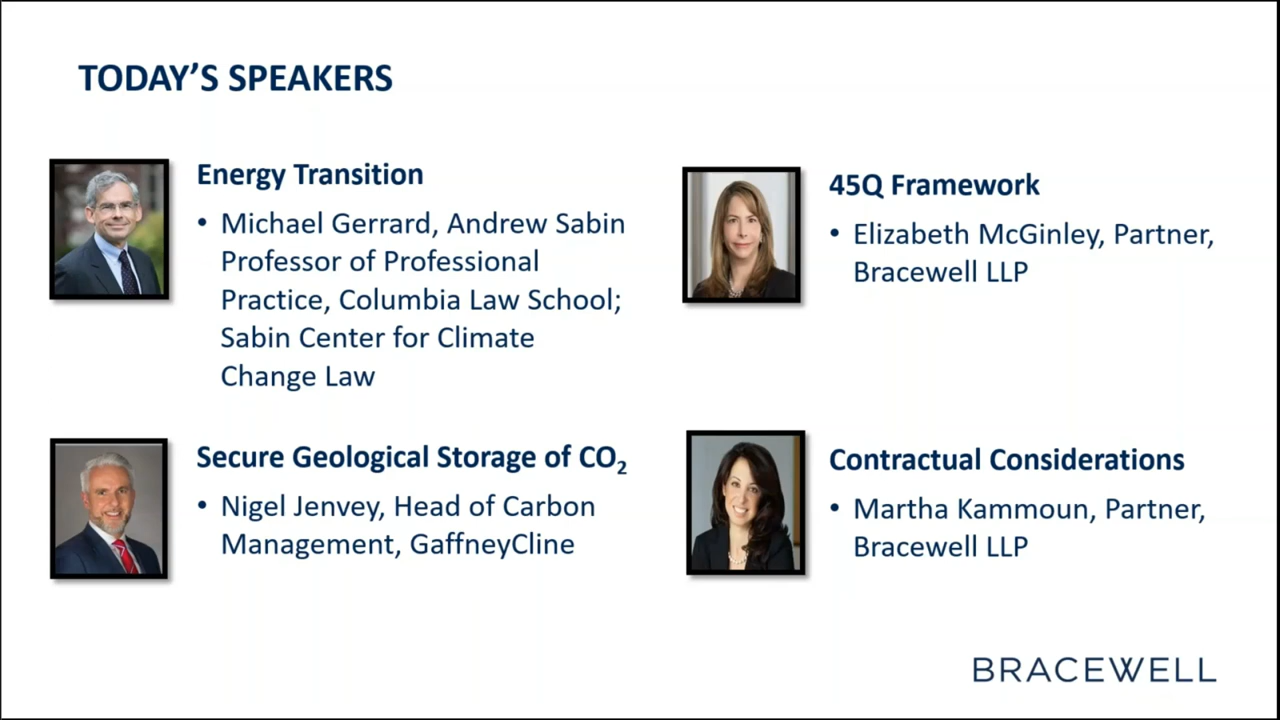 TODAY'S SPEAKERS
Energy Transition
• Michael Gerrard, Andrew Sabin
Professor of Professional
Practice, Columbia Law School;
Sabin Center for Climate
Change Law
45Q Framework
• Elizabeth McGinley, Partner,
Bracewell LLP
Secure Geological Storage of CO₂
• Nigel Jenvey, Head of Carbon
Management, GaffneyCline
Contractual Considerations
• Martha Kammoun, Partner,
Bracewell LLP
BRACEWELL